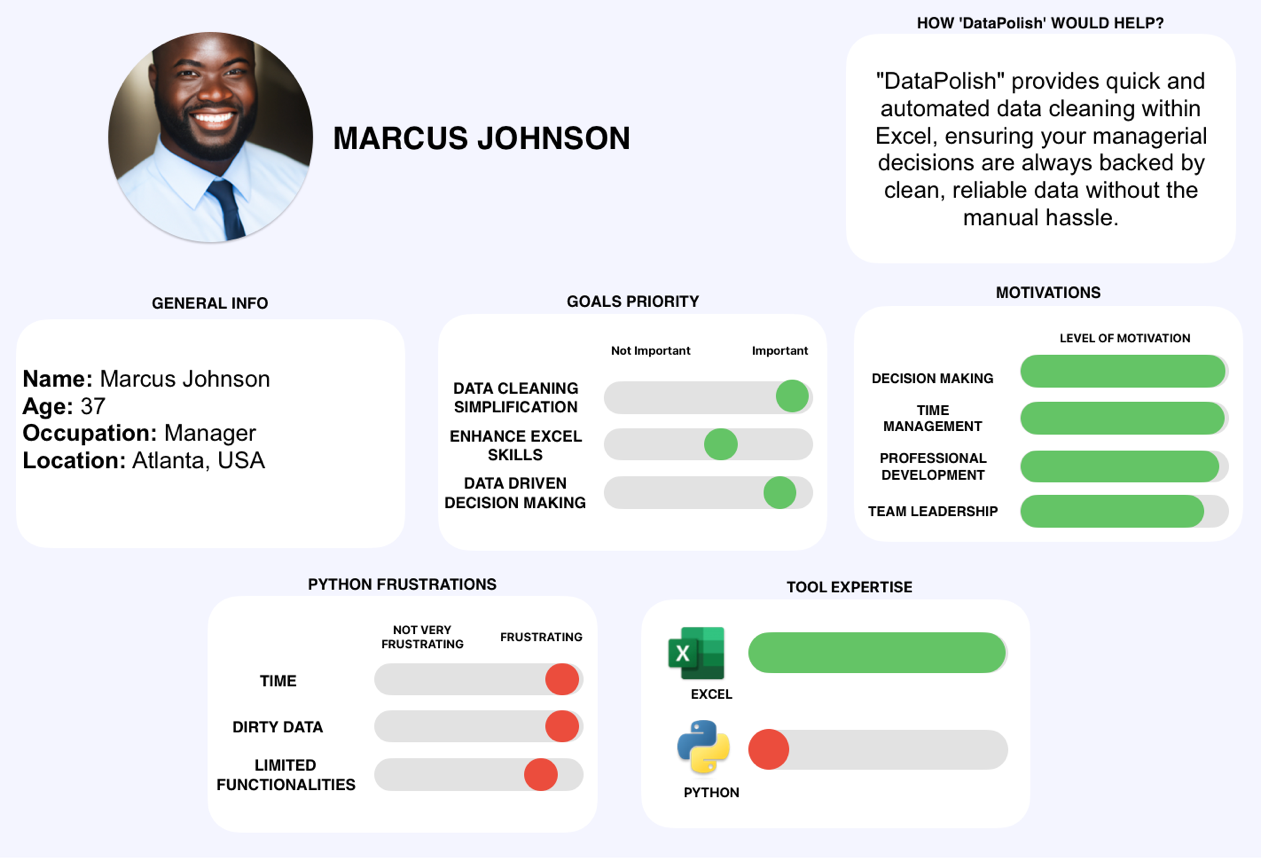 HOW 'DataPolish' WOULD HELP?
"DataPolish" provides quick and
automated data cleaning within
Excel, ensuring your managerial
decisions are always backed by
clean, reliable data without the
manual hassle.
MARCUS JOHNSON
GENERAL INFO
Name: Marcus Johnson
Age: 37
Occupation: Manager
Location: Atlanta, USA
GOALS PRIORITY
Not Important
Important
DATA CLEANING
SIMPLIFICATION
ENHANCE EXCEL
SKILLS
DATA DRIVEN
DECISION MAKING
MOTIVATIONS
LEVEL OF MOTIVATION
DECISION MAKING
TIME
MANAGEMENT
PROFESSIONAL
DEVELOPMENT
TEAM LEADERSHIP
PYTHON FRUSTRATIONS
NOT VERY
FRUSTRATING
FRUSTRATING
TIME
DIRTY DATA
LIMITED
FUNCTIONALITIES
TOOL EXPERTISE
X
EXCEL
PYTHON